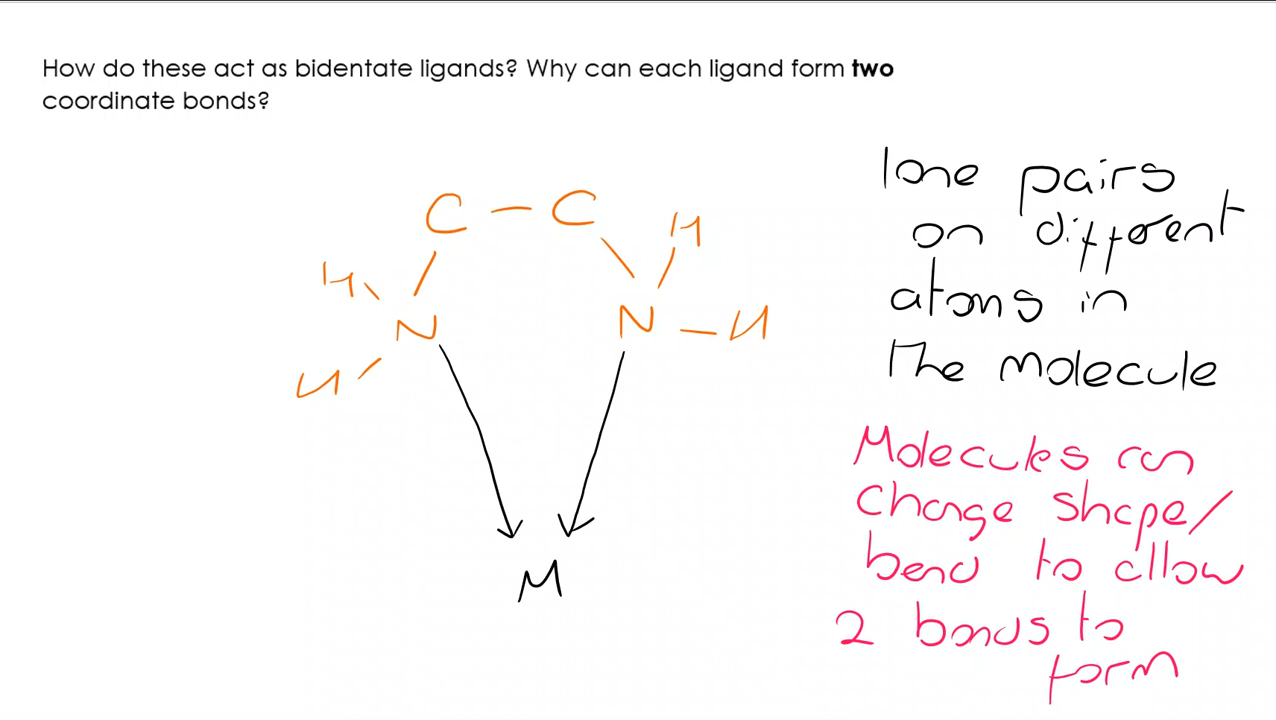 How do these act as bidentate ligands? Why can each ligand form two
coordinate bonds?
lone pairs
on different
atoms in
The molecule
Molecules can
change shape/
bend to allow
2 bonds to
form
C - C
H
H
N
N - H
H
M